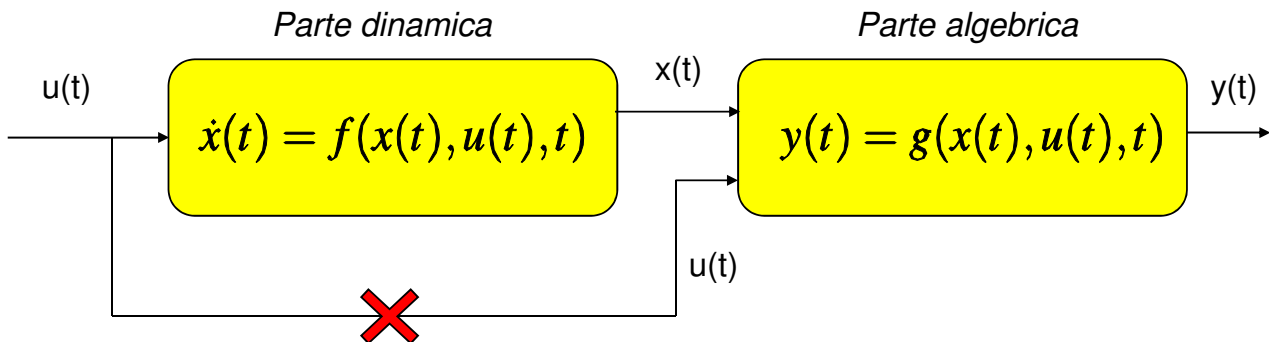 Parte dinamica
Parte algebrica
u(t)
ẋ(t) = f(x(t), u(t), t)
x(t)
y(t) = g(x(t), u(t), t)
y(t)
u(t)